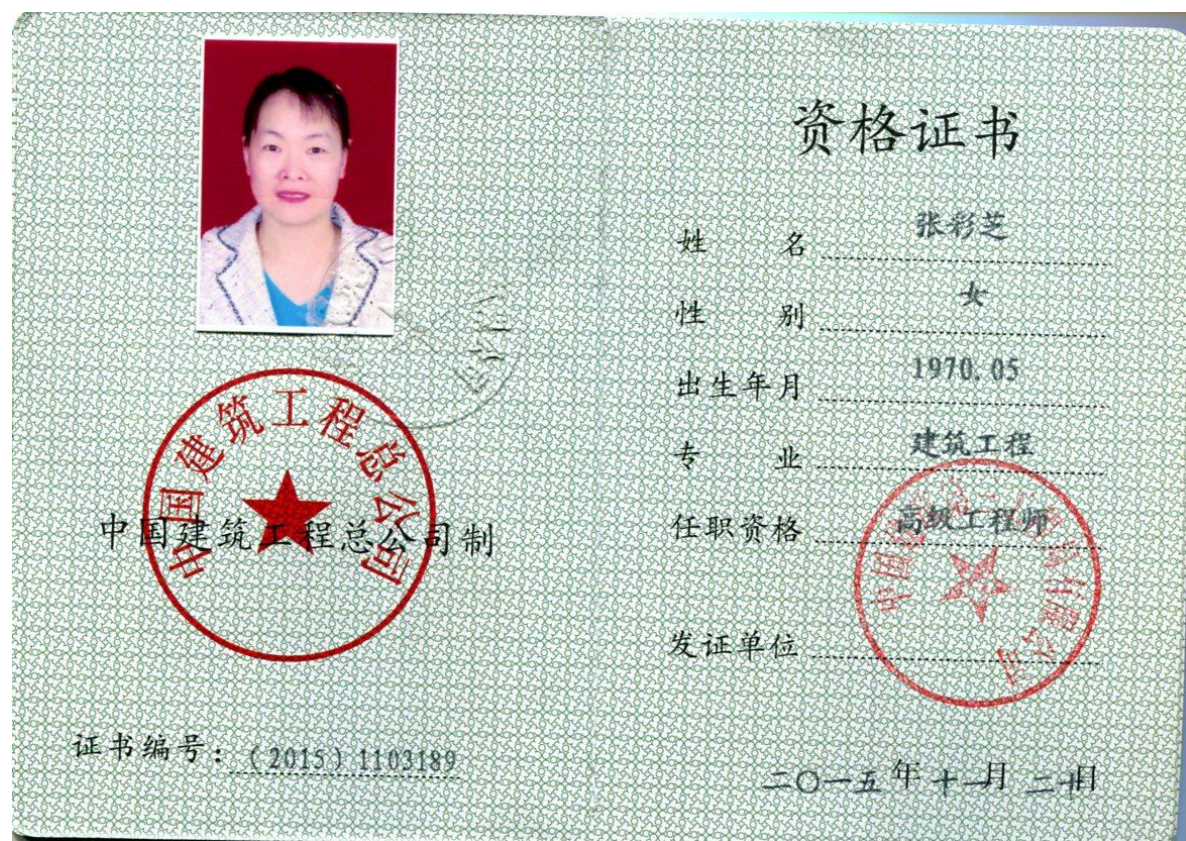 中国建筑工程总公司
中国建筑工程总公司制
证书编号：（2015）1103189
资格证书
姓名 张彩芝
性别 女
出生年月 1970.05
专业 建筑工程
任职资格 高级工程师
发证单位
二〇一五年十一月二十日